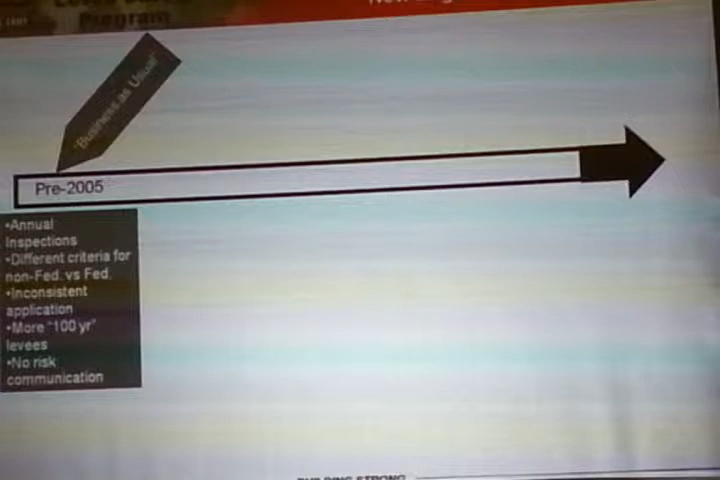 Program
"Business as Usual"
Pre-2005
•Annual
Inspections
•Different criteria for
non-Fed. vs Fed.
•Inconsistent
application
•More "100 yr"
levees
•No risk
communication
BUILDING STRONG